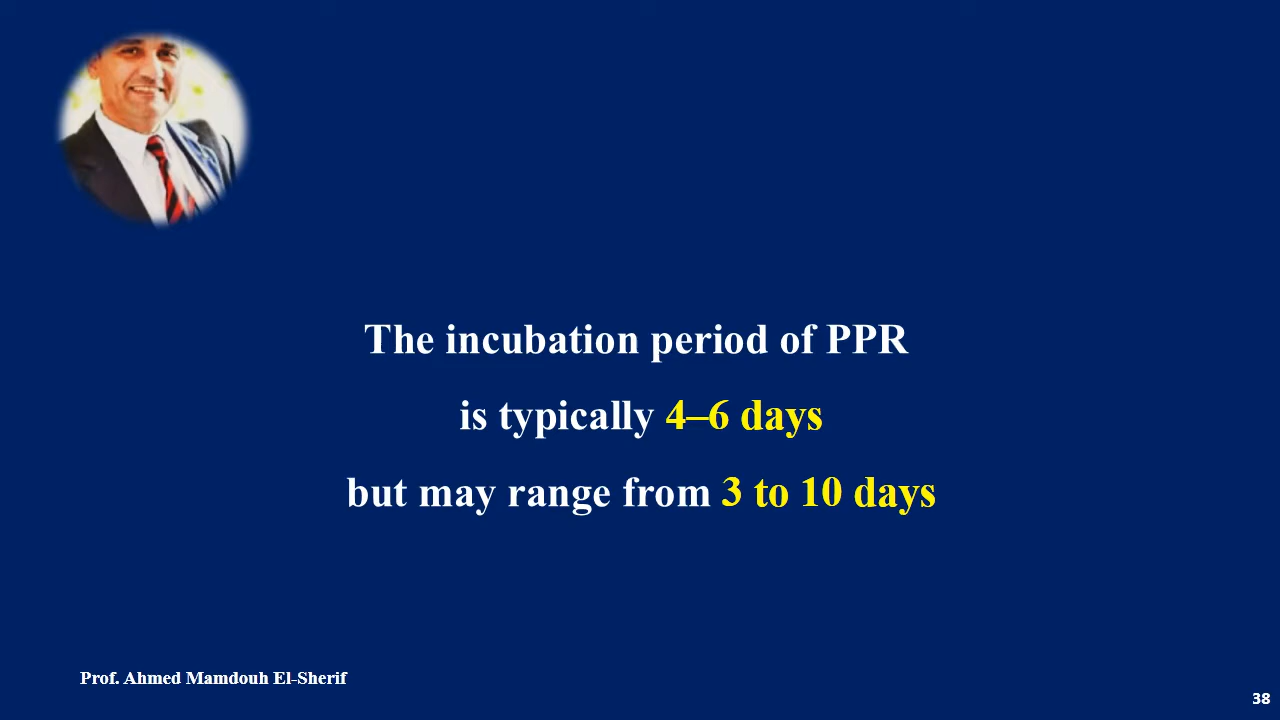 The incubation period of PPR
is typically 4–6 days
but may range from 3 to 10 days
Prof. Ahmed Mamdouh El-Sherif
38